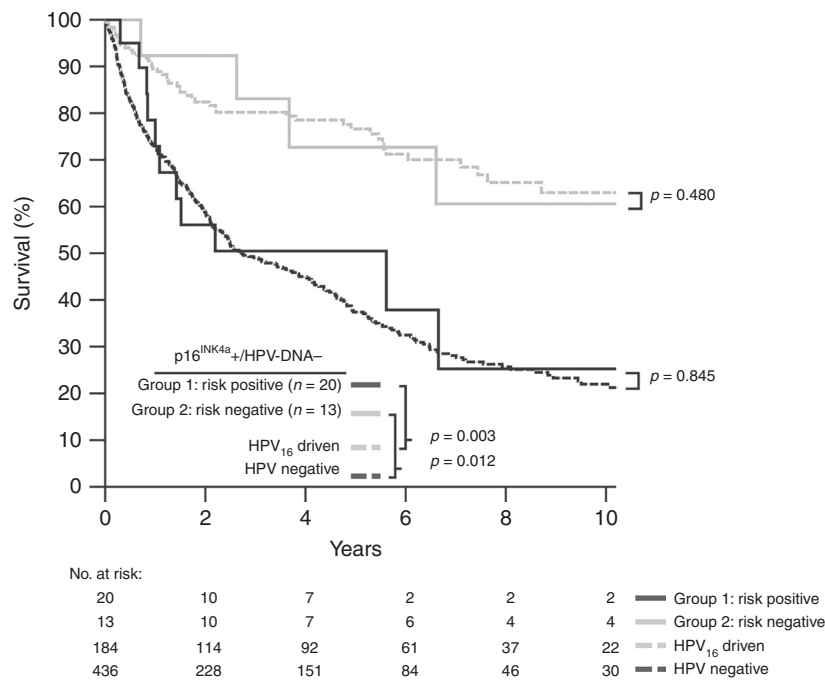 100
90
80
70
60
50
40
30
20
10
0
Survival (%)
p = 0.480
p = 0.845
p16INK4a+/HPV-DNA–
Group 1: risk positive (n = 20)
Group 2: risk negative (n = 13)
HPV16 driven
HPV negative
p = 0.003
p = 0.012
0 2 4 6 8 10
Years
No. at risk:
20 10 7 2 2 2 Group 1: risk positive
13 10 7 6 4 4 Group 2: risk negative
184 114 92 61 37 22 HPV16 driven
436 228 151 84 46 30 HPV negative